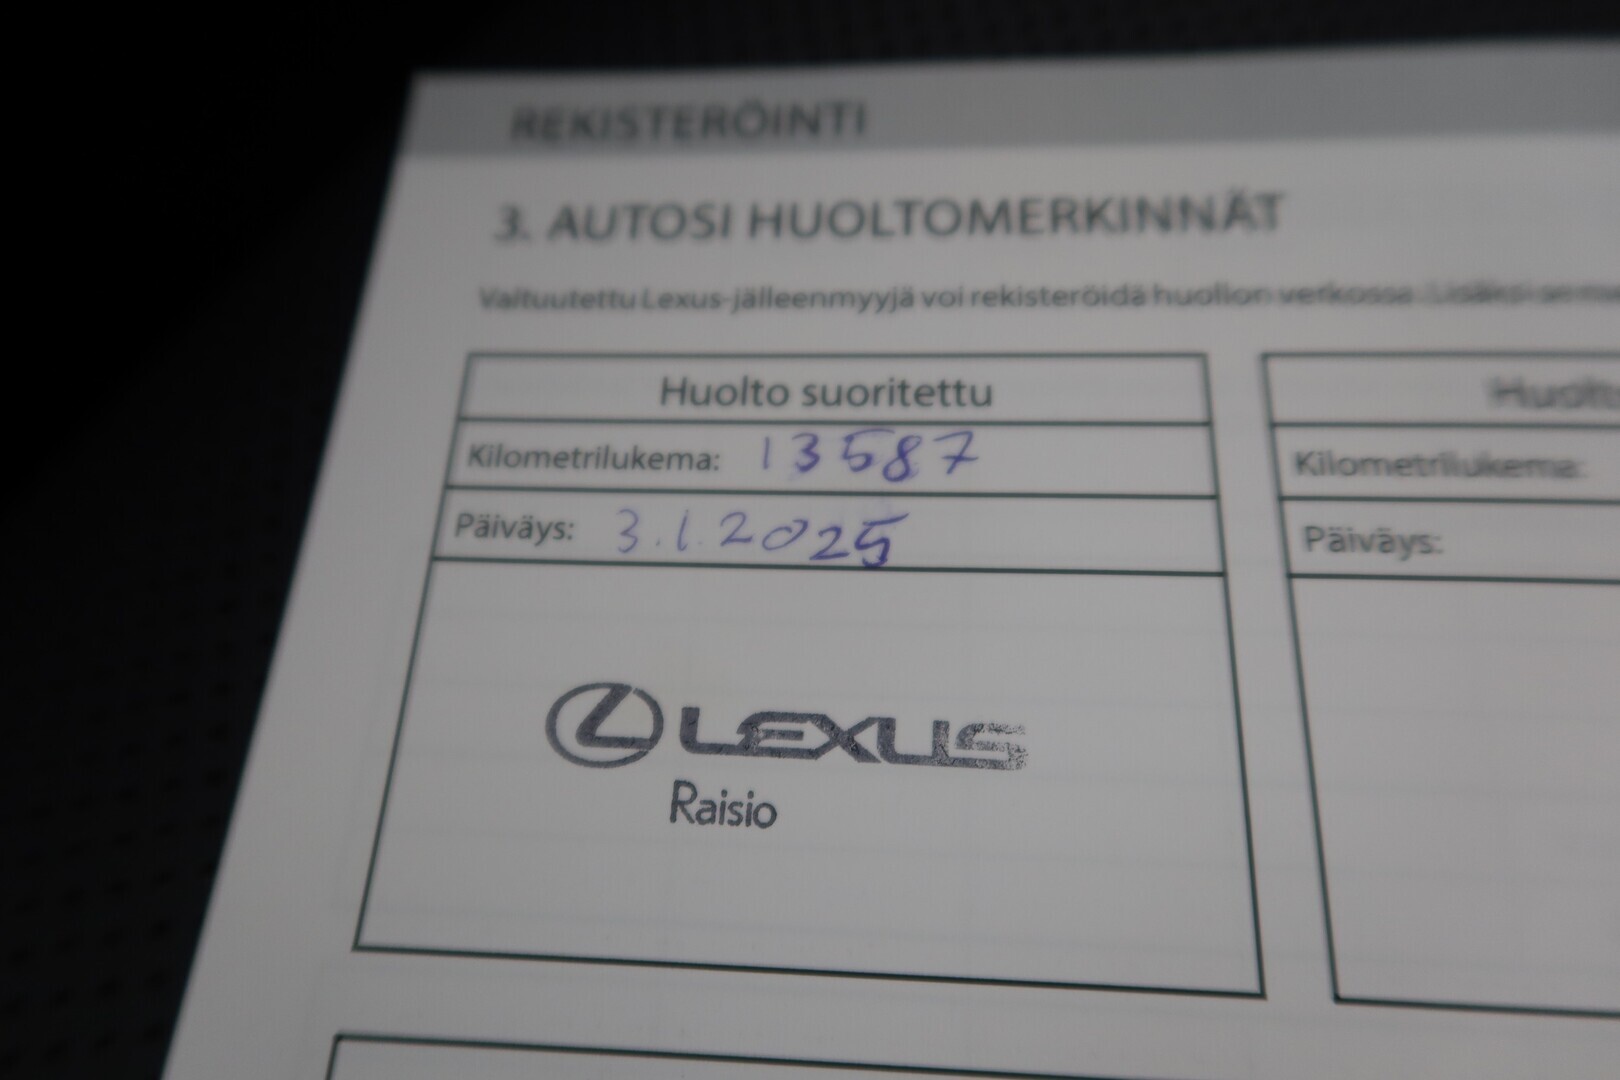 REKISTERÖINTI
3. AUTOSI HUOLTOMERKINNÄT
Valtuutettu Lexus-jälleenmyyjä voi rekisteröidä huollon verkossa. Lisäksi
Huolto suoritettu
Kilometrilukema: 13587
Päiväys: 3.1.2025
LEXUS
Raisio
Kilometrilukema:
Päiväys: